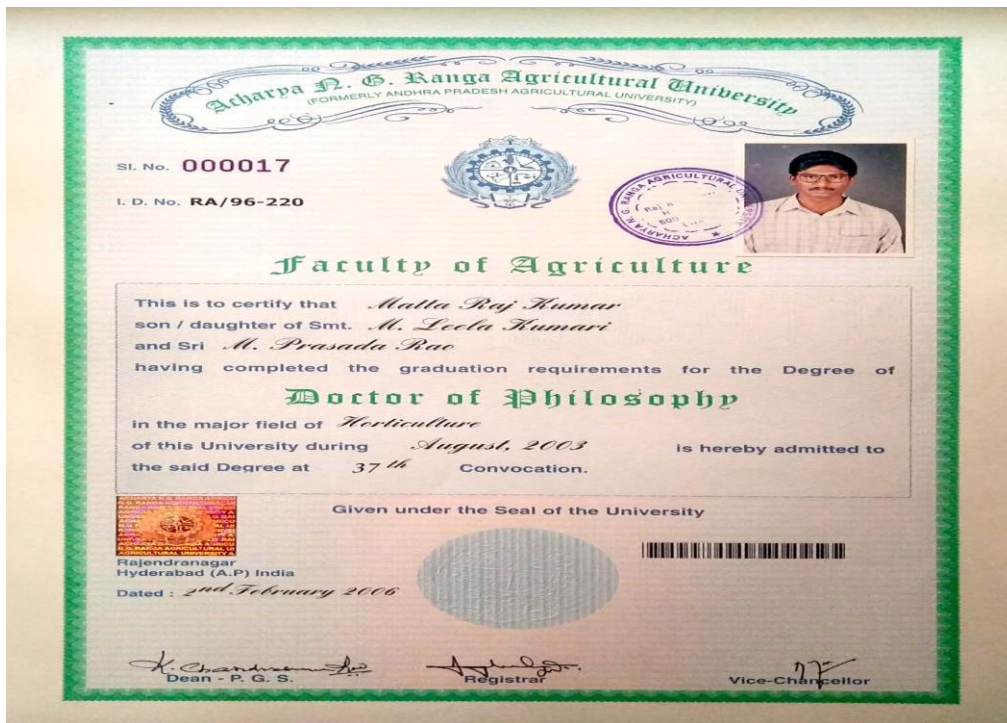 Acharya N. G. Ranga Agricultural University
(FORMERLY ANDHRA PRADESH AGRICULTURAL UNIVERSITY)
Sl. No. 000017
I. D. No. RA/96-220
ACHARYA N. G. RANGA AGRICULTURAL
Faculty of Agriculture
This is to certify that Matta Raj Kumar
son / daughter of Smt. M. Leela Kumari
and Sri M. Prasada Rao
having completed the graduation requirements for the Degree of
Doctor of Philosophy
in the major field of Horticulture
of this University during August, 2003 is hereby admitted to
the said Degree at 37th Convocation.
Given under the Seal of the University
Rajendranagar
Hyderabad (A.P) India
Dated : 2nd February 2006
Dean - P. G. S. Registrar Vice-Chancellor